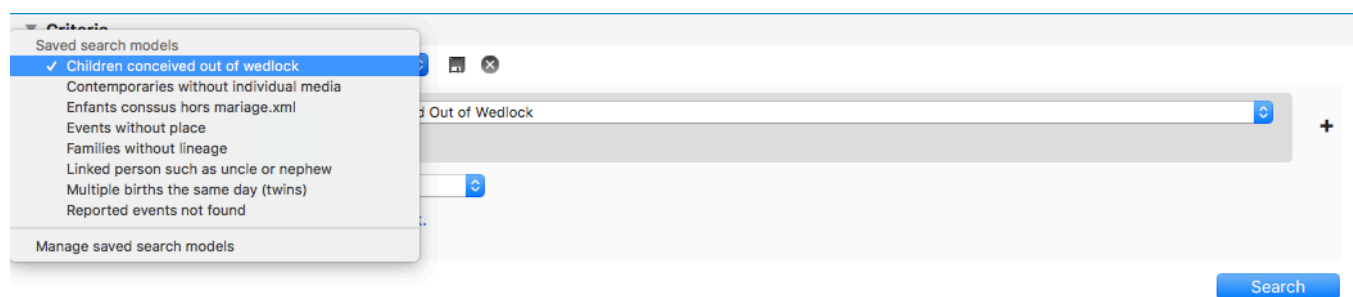 Criteria
Saved search models
✓ Children conceived out of wedlock
Contemporaries without individual media
Enfants conssus hors mariage.xml
d Out of Wedlock
Events without place
Families without lineage
Linked person such as uncle or nephew
Multiple births the same day (twins)
Reported events not found
Manage saved search models
Search